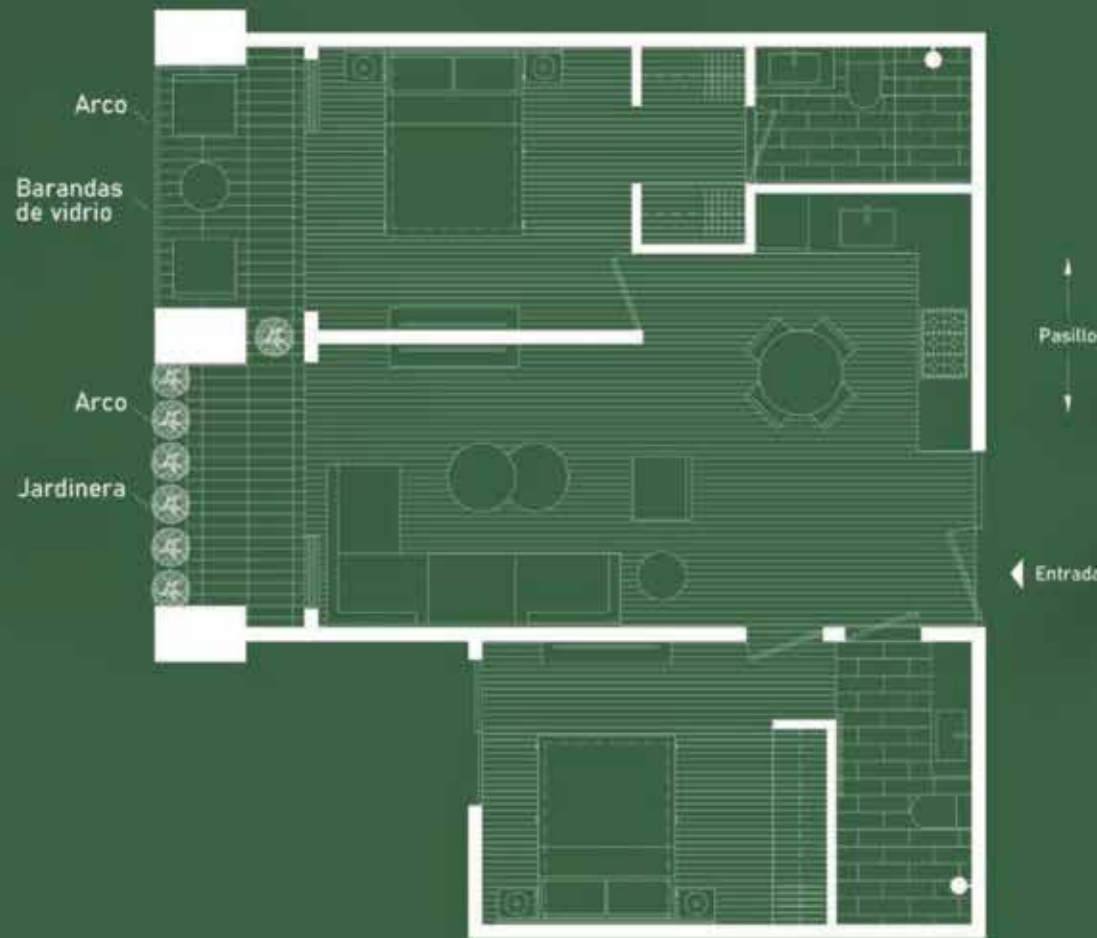 Arco
Barandas
de vidrio
Pasillo
Arco
Jardinera
Entrada